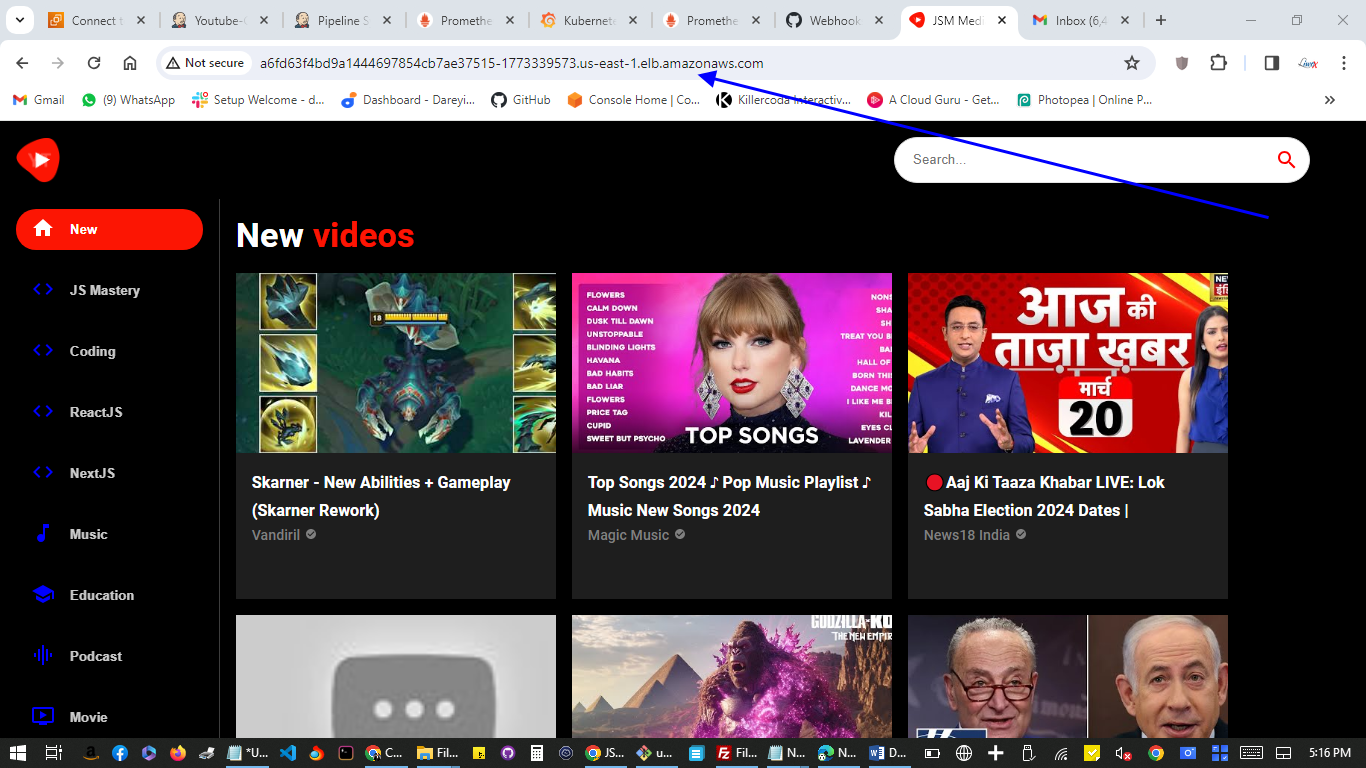 Connect t
Youtube-
Pipeline S
Promethe
Kubernet
Promethe
Webhook
JSM Medi
Inbox (6,4
Not secure
a6fd63f4bd9a1444697854cb7ae37515-1773339573.us-east-1.elb.amazonaws.com
Gmail
(9) WhatsApp
Setup Welcome - d...
Dashboard - Dareyi...
GitHub
Console Home | Co...
Killercoda Interactiv...
A Cloud Guru - Get...
Photopea | Online P...
Search...
New
JS Mastery
Coding
ReactJS
NextJS
Music
Education
Podcast
Movie
New videos
18
Skarner - New Abilities + Gameplay
(Skarner Rework)
Vandiril
FLOWERS
CALM DOWN
DUSK TILL DAWN
UNSTOPPABLE
BLINDING LIGHTS
HAVANA
BAD HABITS
BAD LIAR
FLOWERS
PRICE TAG
CUPID
SWEET BUT PSYCHO
NONS
SHA
SH
TREAT YOU B
BA
HALL OF
BORN THI
DANCE MO
I LIKE ME B
KIL
EYES CL
LAVENDER
TOP SONGS
Top Songs 2024 ♪ Pop Music Playlist ♪
Music New Songs 2024
Magic Music
आज की
ताज़ा ख़बर
मार्च
20
🔴Aaj Ki Taaza Khabar LIVE: Lok
Sabha Election 2024 Dates |
News18 India
GODZILLA-KO
THE NEW EMPIR
*U...
C...
Fil...
JS...
u...
Fil...
N...
N...
D...
5:16 PM